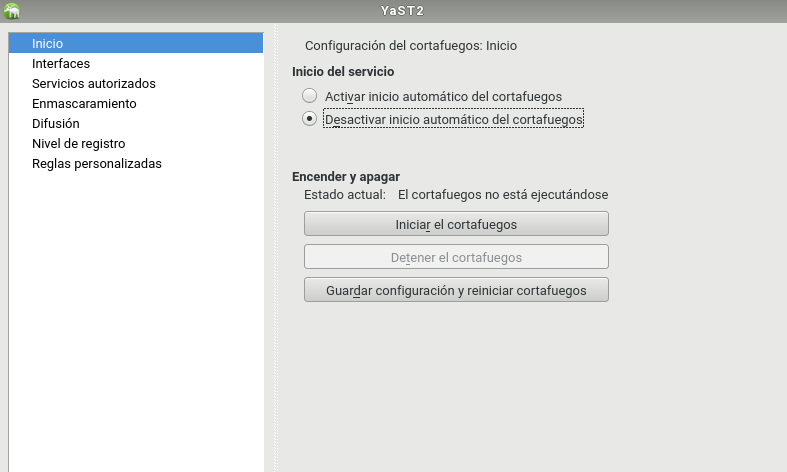 YaST2
Inicio
Interfaces
Servicios autorizados
Enmascaramiento
Difusión
Nivel de registro
Reglas personalizadas
Configuración del cortafuegos: Inicio
Inicio del servicio
Activar inicio automático del cortafuegos
Desactivar inicio automático del cortafuegos
Encender y apagar
Estado actual: El cortafuegos no está ejecutándose
Iniciar el cortafuegos
Detener el cortafuegos
Guardar configuración y reiniciar cortafuegos